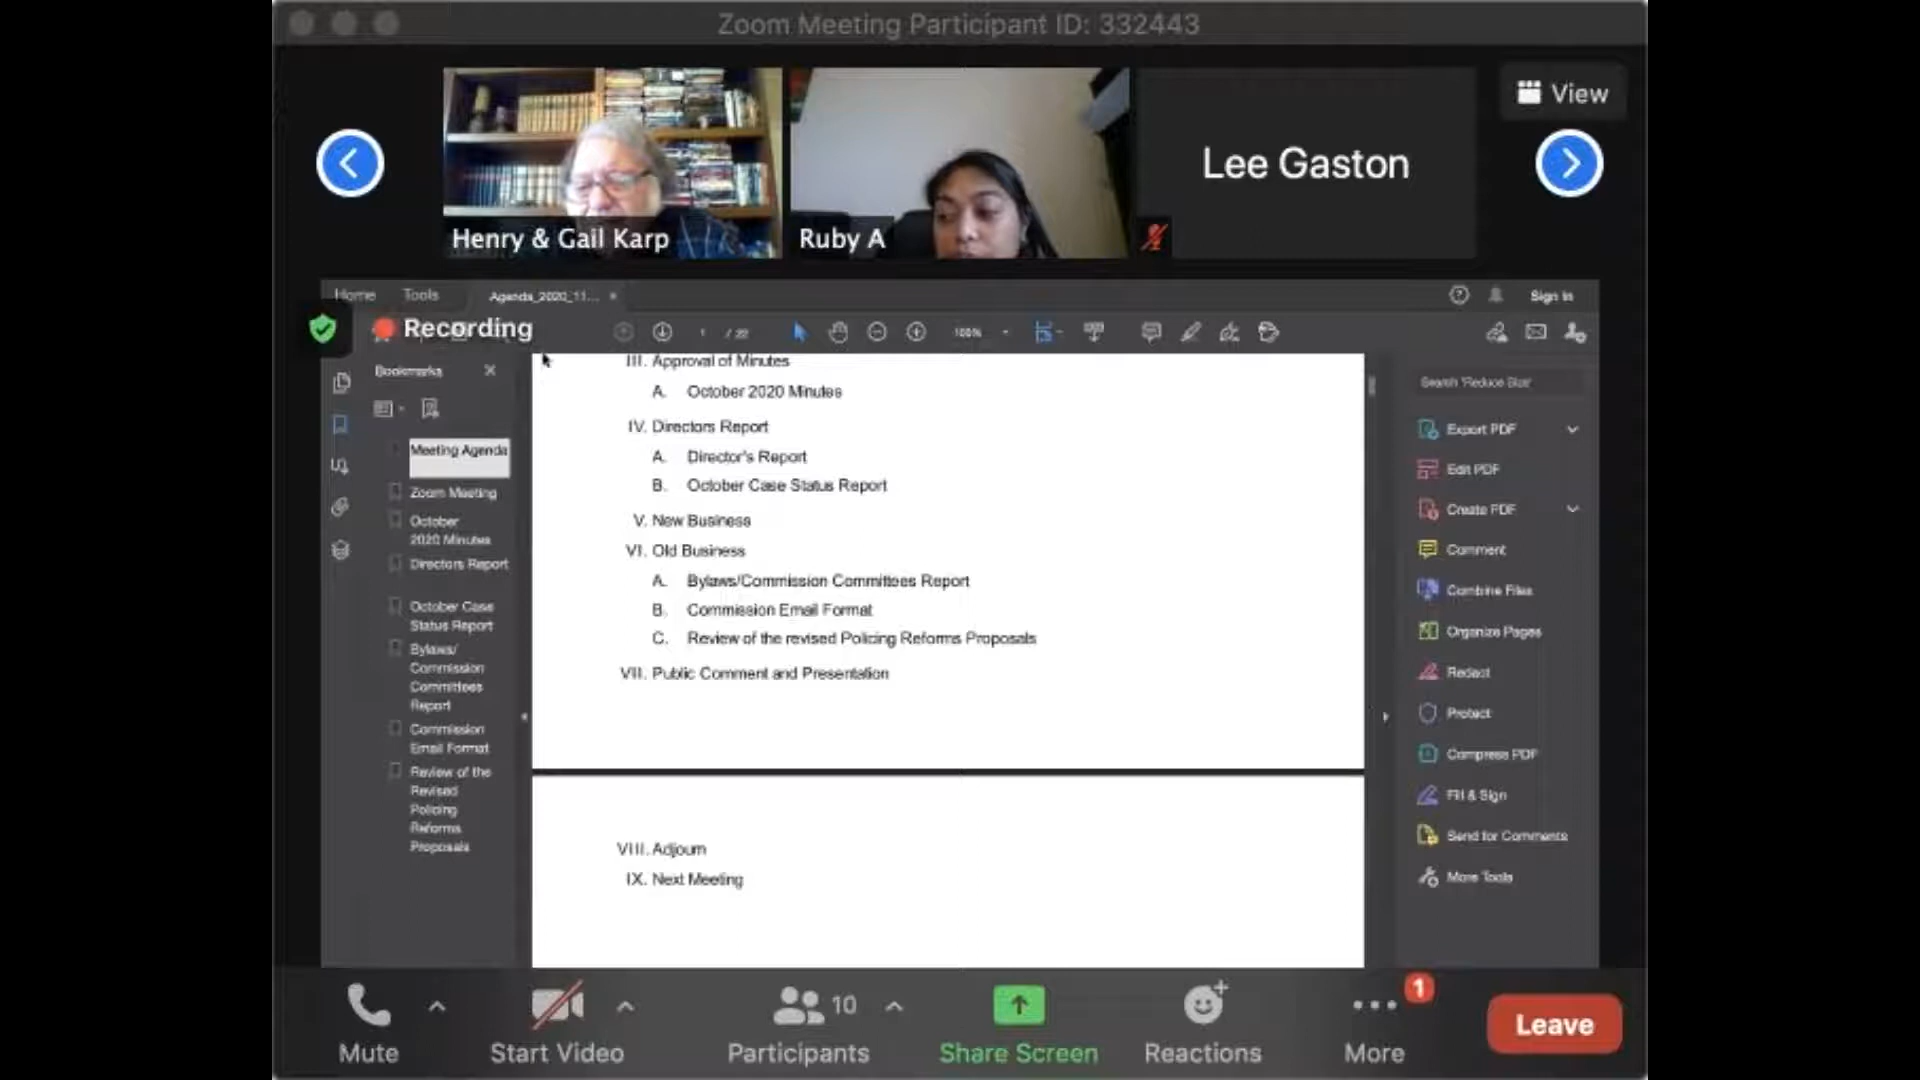 Zoom Meeting Participant ID: 332443
View
Henry & Gail Karp
Ruby A
Lee Gaston
Home
Tools
Agenda_2020_11...
Sign In
Recording
1 / 22
100%
Bookmarks
Search 'Reduce Size'
Meeting Agenda
Zoom Meeting
October
2020 Minutes
Directors Report
October Case
Status Report
Bylaws/
Commission
Committees
Report
Commission
Email Format
Review of the
Revised
Policing
Reforms
Proposals
III. Approval of Minutes
A. October 2020 Minutes
IV. Directors Report
A. Director's Report
B. October Case Status Report
V. New Business
VI. Old Business
A. Bylaws/Commission Committees Report
B. Commission Email Format
C. Review of the revised Policing Reforms Proposals
VII. Public Comment and Presentation
VIII. Adjourn
IX. Next Meeting
Export PDF
Edit PDF
Create PDF
Comment
Combine Files
Organize Pages
Redact
Protect
Compress PDF
Fill & Sign
Send for Comments
More Tools
10
1
Mute
Start Video
Participants
Share Screen
Reactions
More
Leave